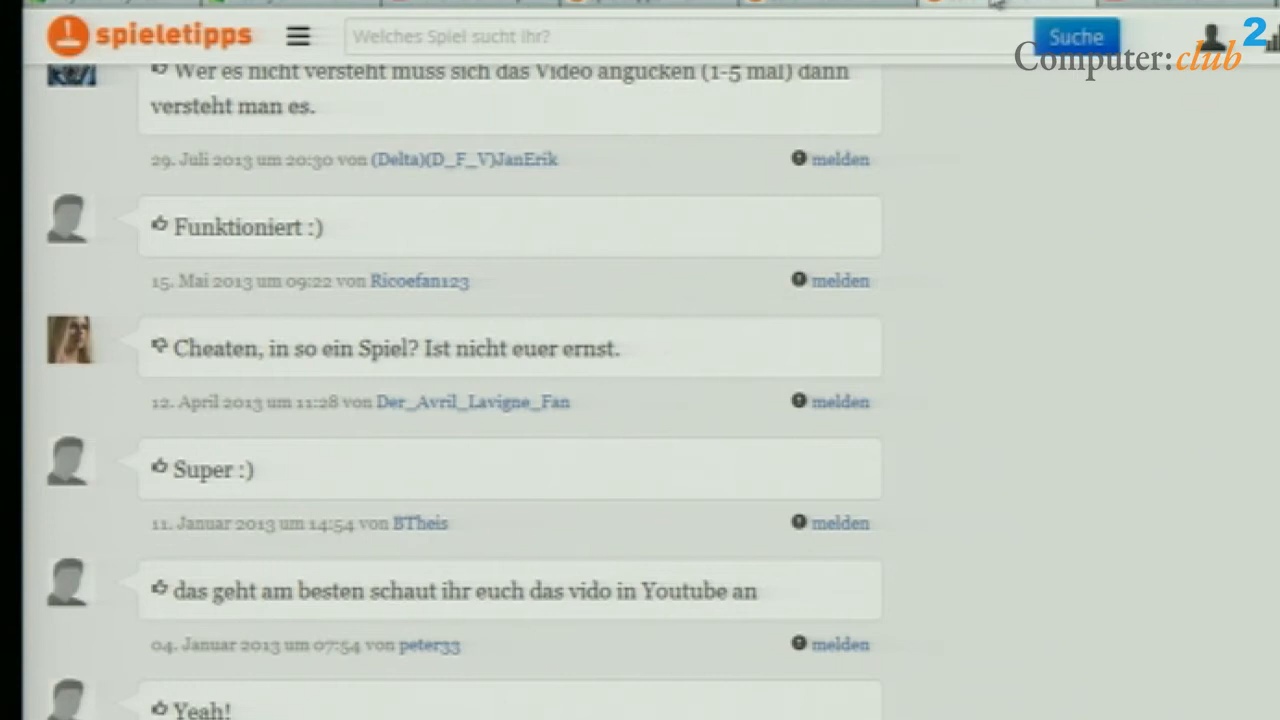 spieletipps
Welches Spiel sucht ihr?
Suche
Computer:club
2
Wer es nicht versteht muss sich das Video angucken (1-5 mal) dann
versteht man es.
29. Juli 2013 um 20:30 von (Delta)(D_F_V)JanErik
melden
Funktioniert :)
15. Mai 2013 um 09:22 von Ricoefan123
melden
Cheaten, in so ein Spiel? Ist nicht euer ernst.
12. April 2013 um 11:28 von Der_Avril_Lavigne_Fan
melden
Super :)
11. Januar 2013 um 14:54 von BTheis
melden
das geht am besten schaut ihr euch das vido in Youtube an
04. Januar 2013 um 07:54 von peter33
melden
Yeah!